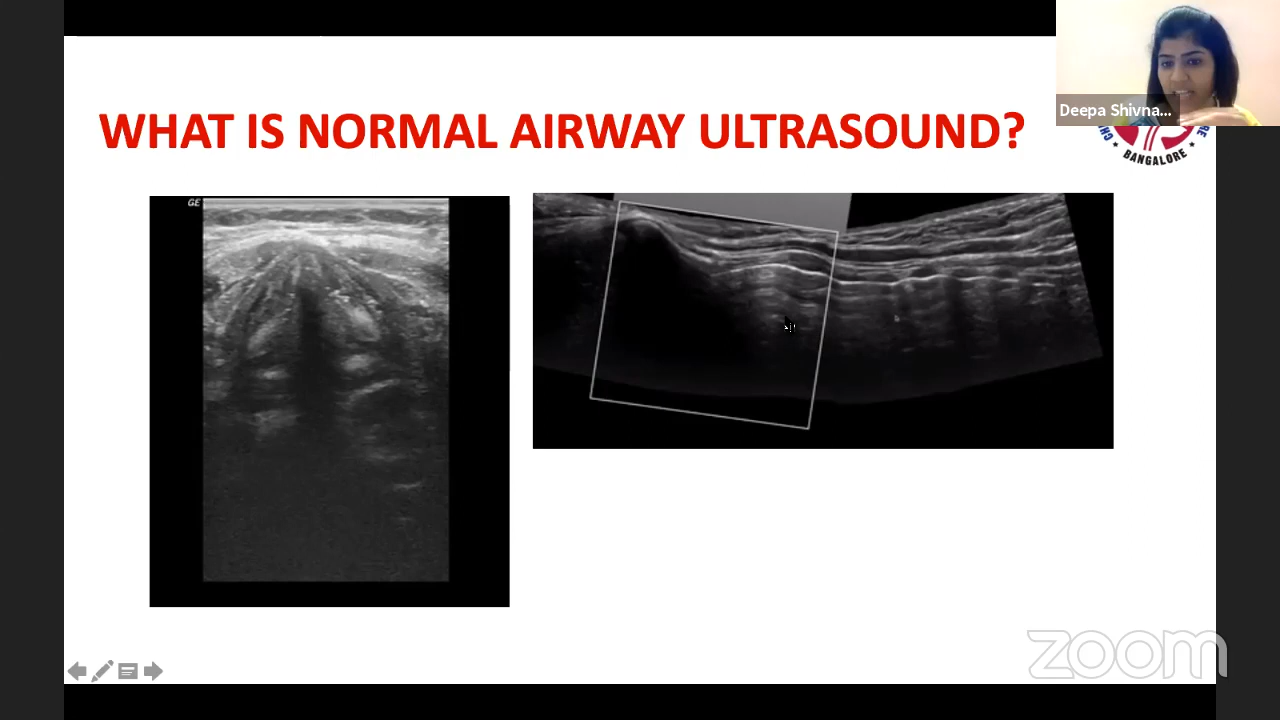 Deepa Shivna...
WHAT IS NORMAL AIRWAY ULTRASOUND?
BANGALORE
GE
zoom